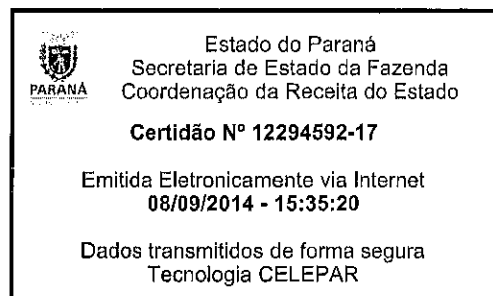 Estado do Paraná
Secretaria de Estado da Fazenda
PARANÁ
Coordenação da Receita do Estado
Certidão Nº 12294592-17
Emitida Eletronicamente via Internet
08/09/2014 - 15:35:20
Dados transmitidos de forma segura
Tecnologia CELEPAR